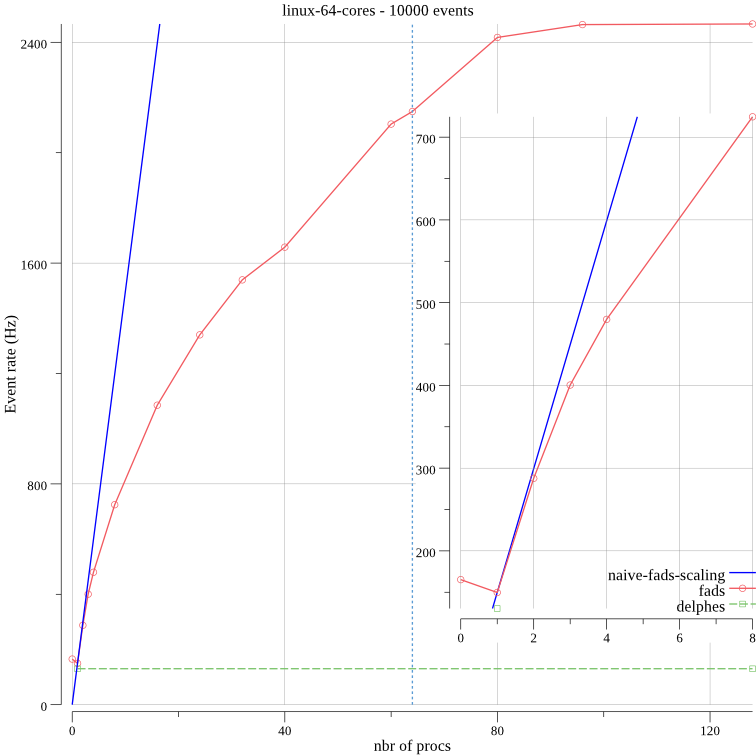 linux-64-cores - 10000 events
2400
1600
800
0
Event rate (Hz)
0 40 80 120
nbr of procs
700
600
500
400
300
200
0 2 4 6 8
naive-fads-scaling
fads
delphes